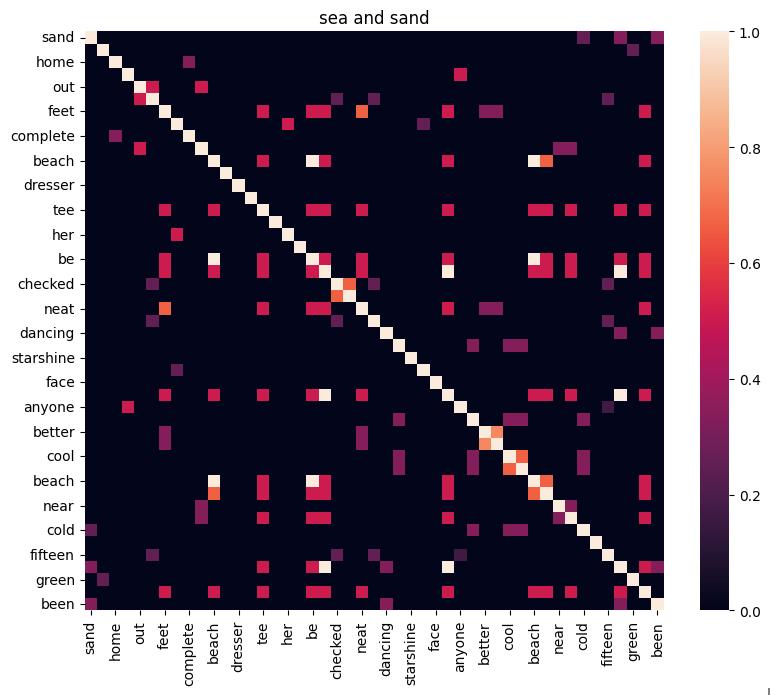 sea and sand
sand
home
out
feet
complete
beach
dresser
tee
her
be
checked
neat
dancing
starshine
face
anyone
better
cool
beach
near
cold
fifteen
green
been
1.0
0.8
0.6
0.4
0.2
0.0
sand
home
out
feet
complete
beach
dresser
tee
her
be
checked
neat
dancing
starshine
face
anyone
better
cool
beach
near
cold
fifteen
green
been